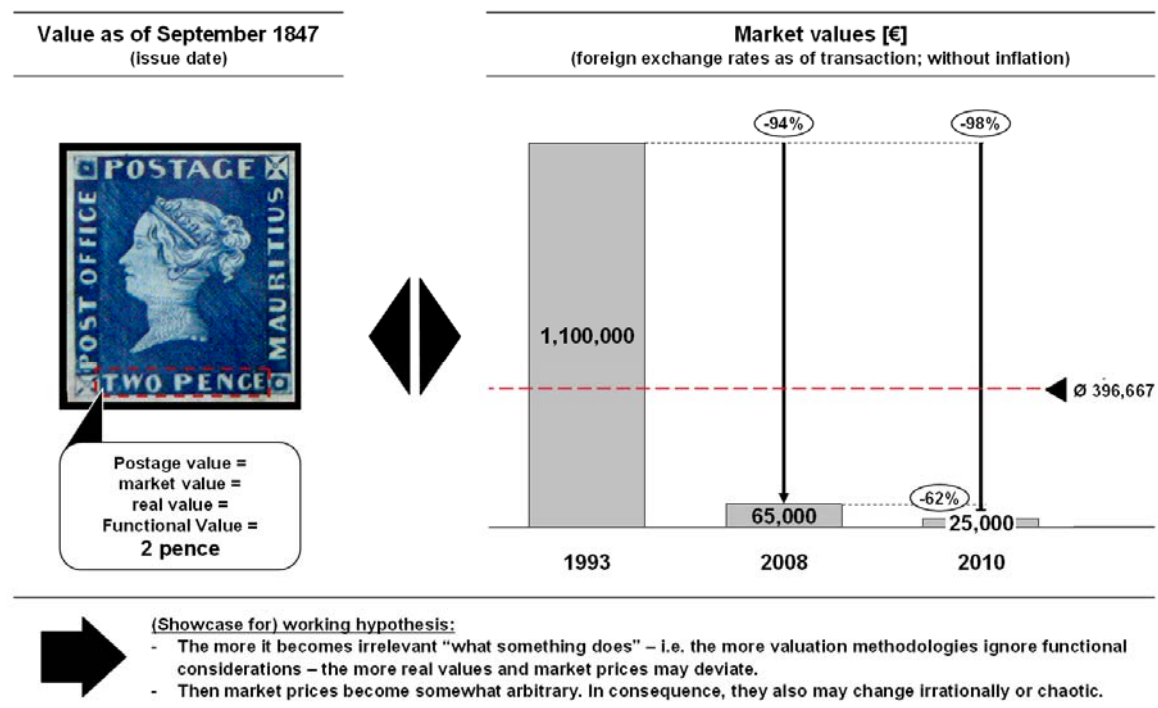 Value as of September 1847
(issue date)
POSTAGE
POST OFFICE
MAURITIUS
TWO PENCE
Postage value =
market value =
real value =
Functional Value =
2 pence
Market values [€]
(foreign exchange rates as of transaction; without inflation)
-94%
-98%
1,100,000
Ø 396,667
-62%
65,000
25,000
1993
2008
2010
(Showcase for) working hypothesis:
- The more it becomes irrelevant “what something does” – i.e. the more valuation methodologies ignore functional
considerations – the more real values and market prices may deviate.
- Then market prices become somewhat arbitrary. In consequence, they also may change irrationally or chaotic.